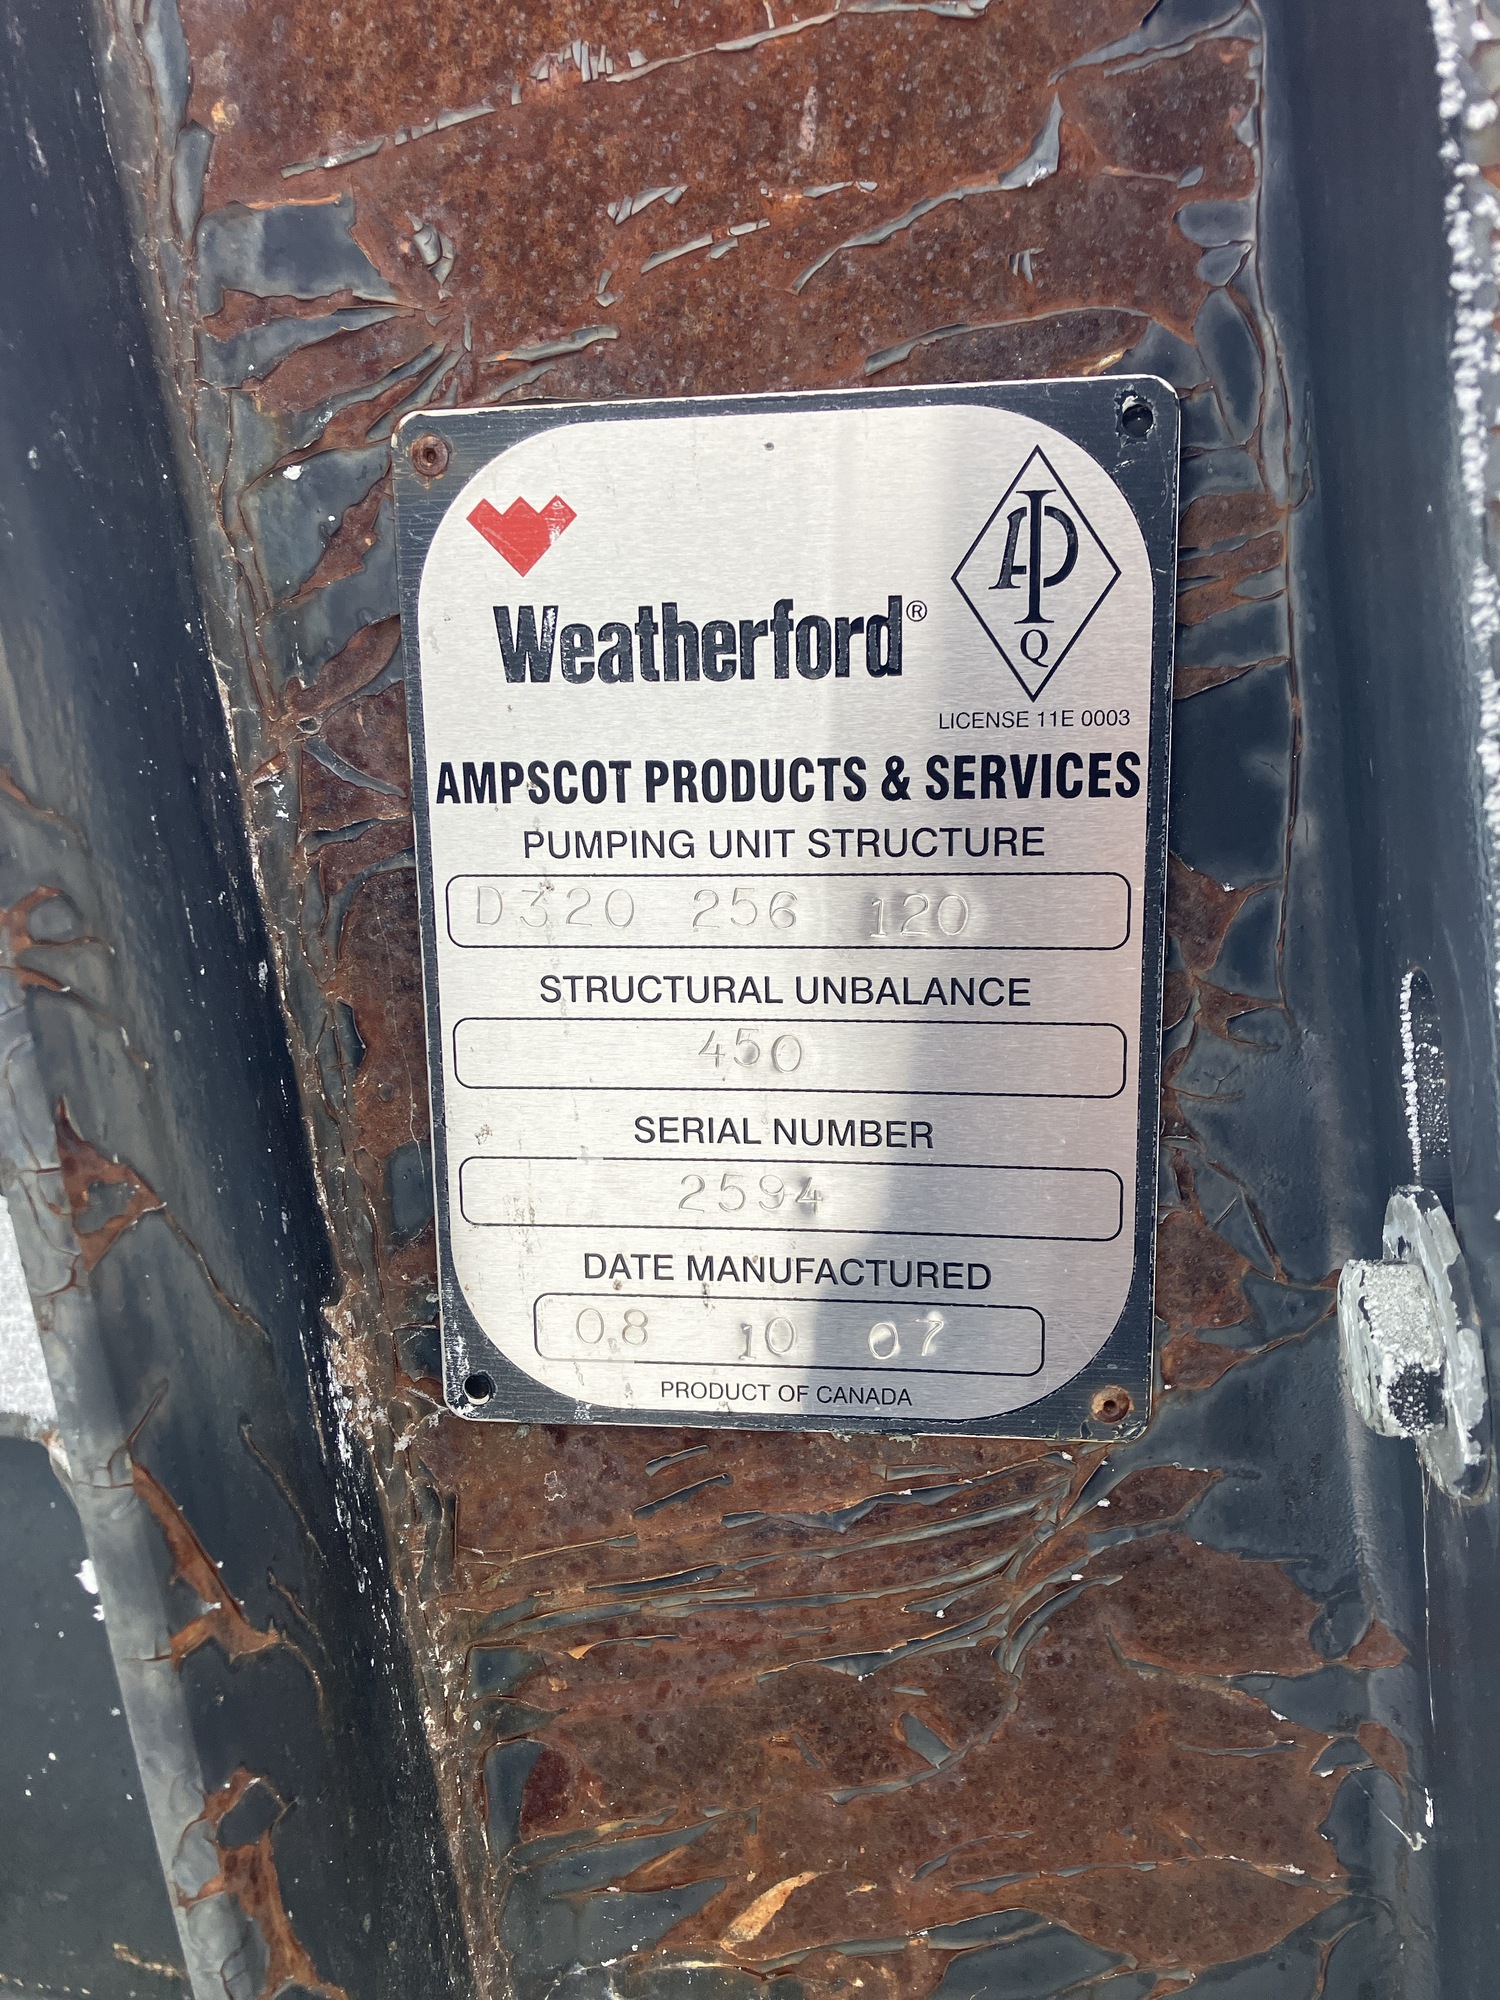 Weatherford®
API
Q
LICENSE 11E 0003
AMPSCOT PRODUCTS & SERVICES
PUMPING UNIT STRUCTURE
D320 256 120
STRUCTURAL UNBALANCE
450
SERIAL NUMBER
2594
DATE MANUFACTURED
08 10 07
PRODUCT OF CANADA